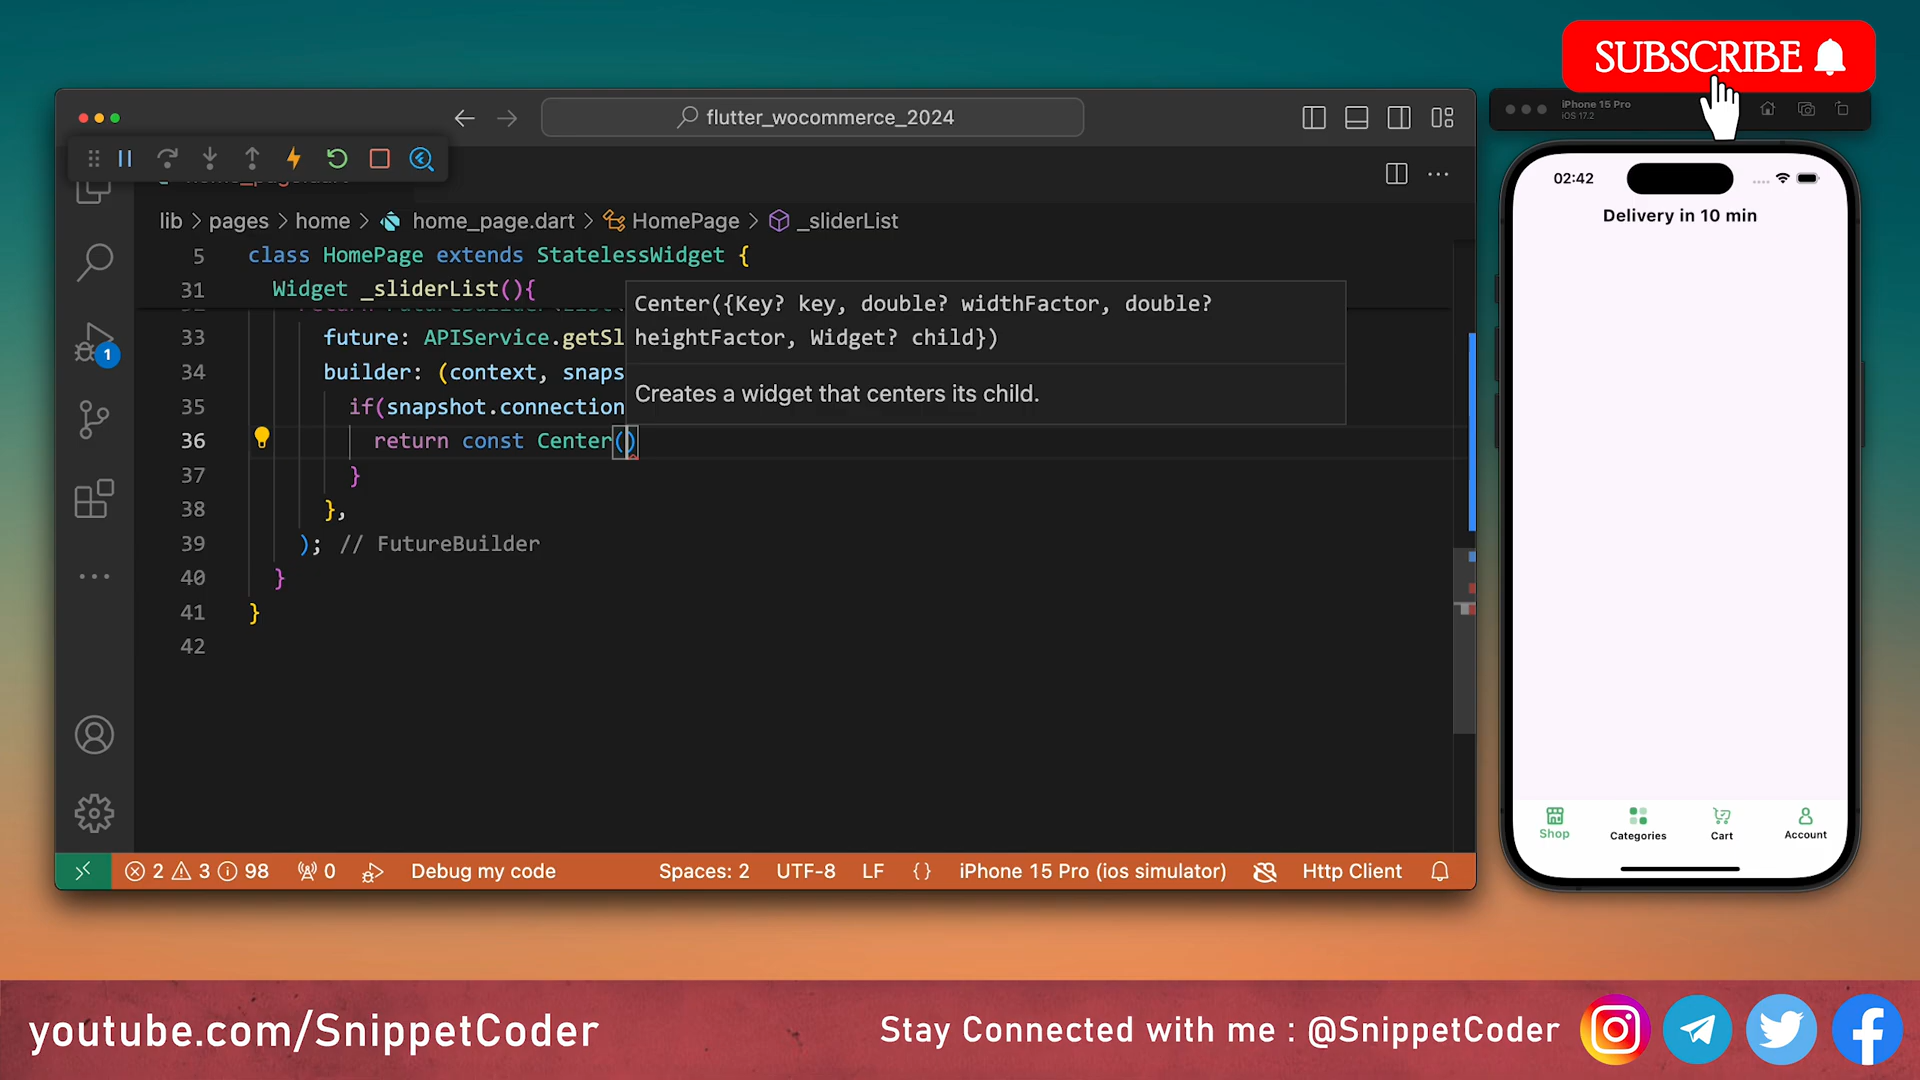 SUBSCRIBE
flutter_wocommerce_2024
iPhone 15 Pro
iOS 17.2
lib > pages > home > home_page.dart > HomePage > _sliderList
5 class HomePage extends StatelessWidget {
31 Widget _sliderList(){
Center({Key? key, double? widthFactor, double?
heightFactor, Widget? child})
Creates a widget that centers its child.
33 future: APIService.getSl
34 builder: (context, snaps
35 if(snapshot.connection
36 return const Center()
37 }
38 },
39 ); // FutureBuilder
40 }
41 }
42
1
2 3 98 0 Debug my code Spaces: 2 UTF-8 LF {} iPhone 15 Pro (ios simulator) Http Client
02:42
Delivery in 10 min
Shop Categories Cart Account
youtube.com/SnippetCoder
Stay Connected with me : @SnippetCoder